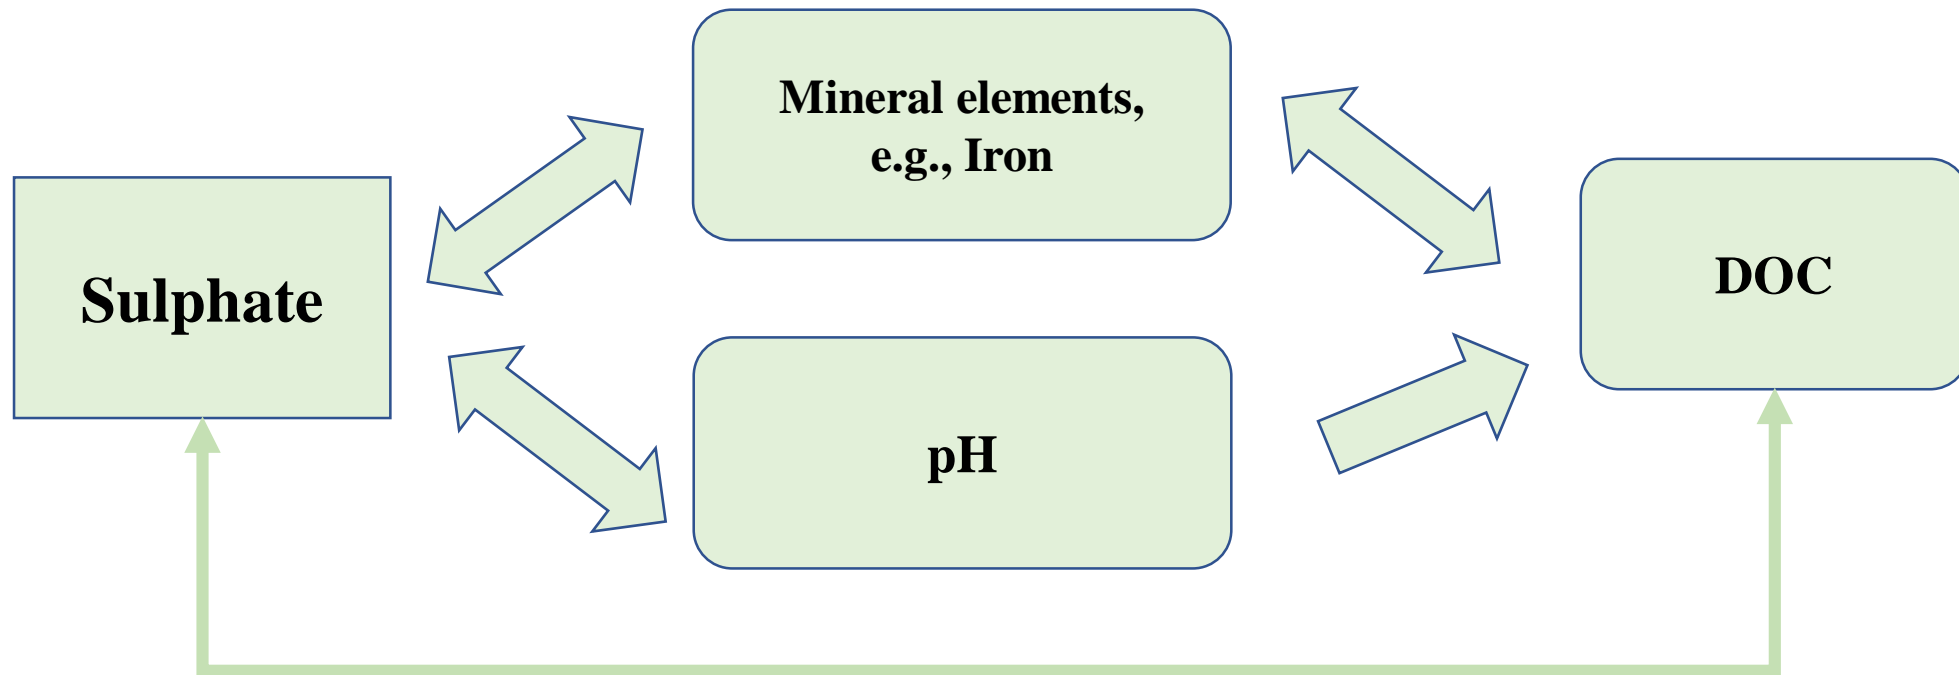 Mineral elements,
e.g., Iron
Sulphate
DOC
pH